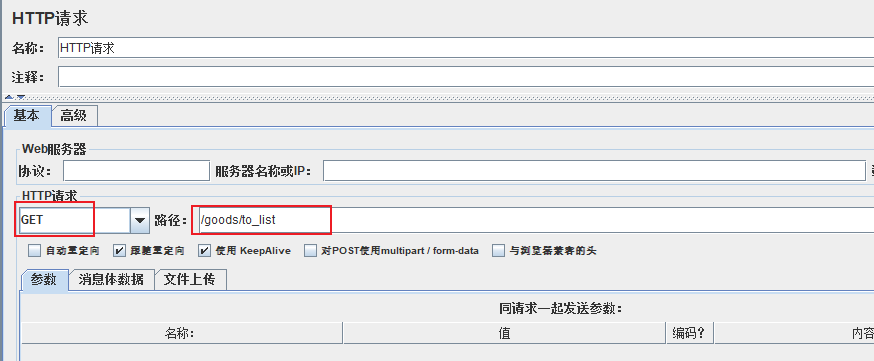 HTTP请求
名称： HTTP请求
注释：
基本 高级
Web服务器
协议： 服务器名称或IP：
HTTP请求
GET 路径： /goods/to_list
自动重定向 跟随重定向 使用 KeepAlive 对POST使用multipart / form-data 与浏览器兼容的头
参数 消息体数据 文件上传
同请求一起发送参数：
名称： 值 编码？ 内容